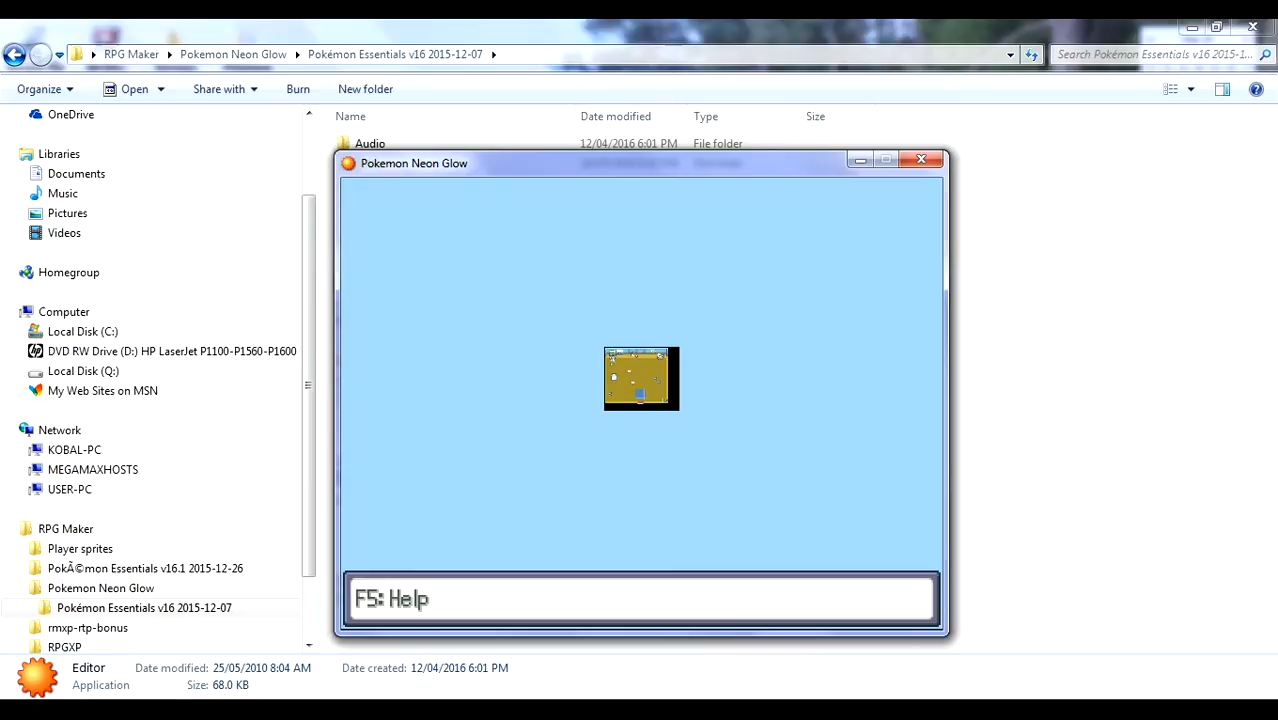 RPG Maker Pokemon Neon Glow Pokémon Essentials v16 2015-12-07
Search Pokémon Essentials v16 2015-1...
Organize Open Share with Burn New folder
OneDrive
Libraries
Documents
Music
Pictures
Videos
Homegroup
Computer
Local Disk (C:)
DVD RW Drive (D:) HP LaserJet P1100-P1560-P1600
Local Disk (Q:)
My Web Sites on MSN
Network
KOBAL-PC
MEGAMAXHOSTS
USER-PC
RPG Maker
Player sprites
PokÃ©mon Essentials v16.1 2015-12-26
Pokemon Neon Glow
Pokémon Essentials v16 2015-12-07
rmxp-rtp-bonus
RPGXP
Name Date modified Type Size
Audio 12/04/2016 6:01 PM File folder
Pokemon Neon Glow
F5: Help
Editor Date modified: 25/05/2010 8:04 AM Date created: 12/04/2016 6:01 PM
Application Size: 68.0 KB